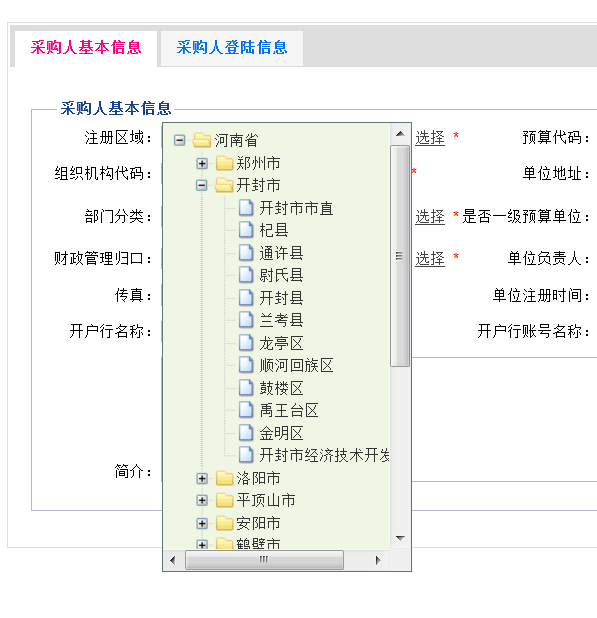 采购人基本信息 采购人登陆信息
采购人基本信息
注册区域： 选择 * 预算代码：
组织机构代码： * 单位地址：
部门分类： 选择 * 是否一级预算单位：
财政管理归口： 选择 * 单位负责人：
传真： 单位注册时间：
开户行名称： 开户行账号名称：
简介：
河南省
郑州市
开封市
开封市市直
杞县
通许县
尉氏县
开封县
兰考县
龙亭区
顺河回族区
鼓楼区
禹王台区
金明区
开封市经济技术开发
洛阳市
平顶山市
安阳市
鹤壁市